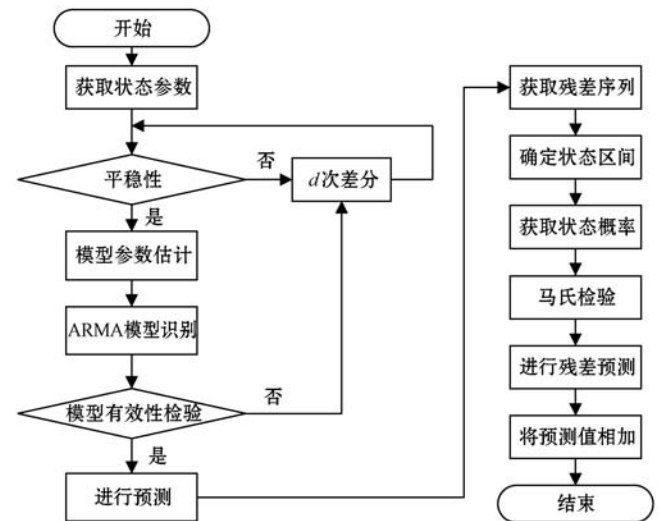 开始
获取状态参数
平稳性
否
d次差分
是
模型参数估计
ARMA模型识别
模型有效性检验
否
是
进行预测
获取残差序列
确定状态区间
获取状态概率
马氏检验
进行残差预测
将预测值相加
结束